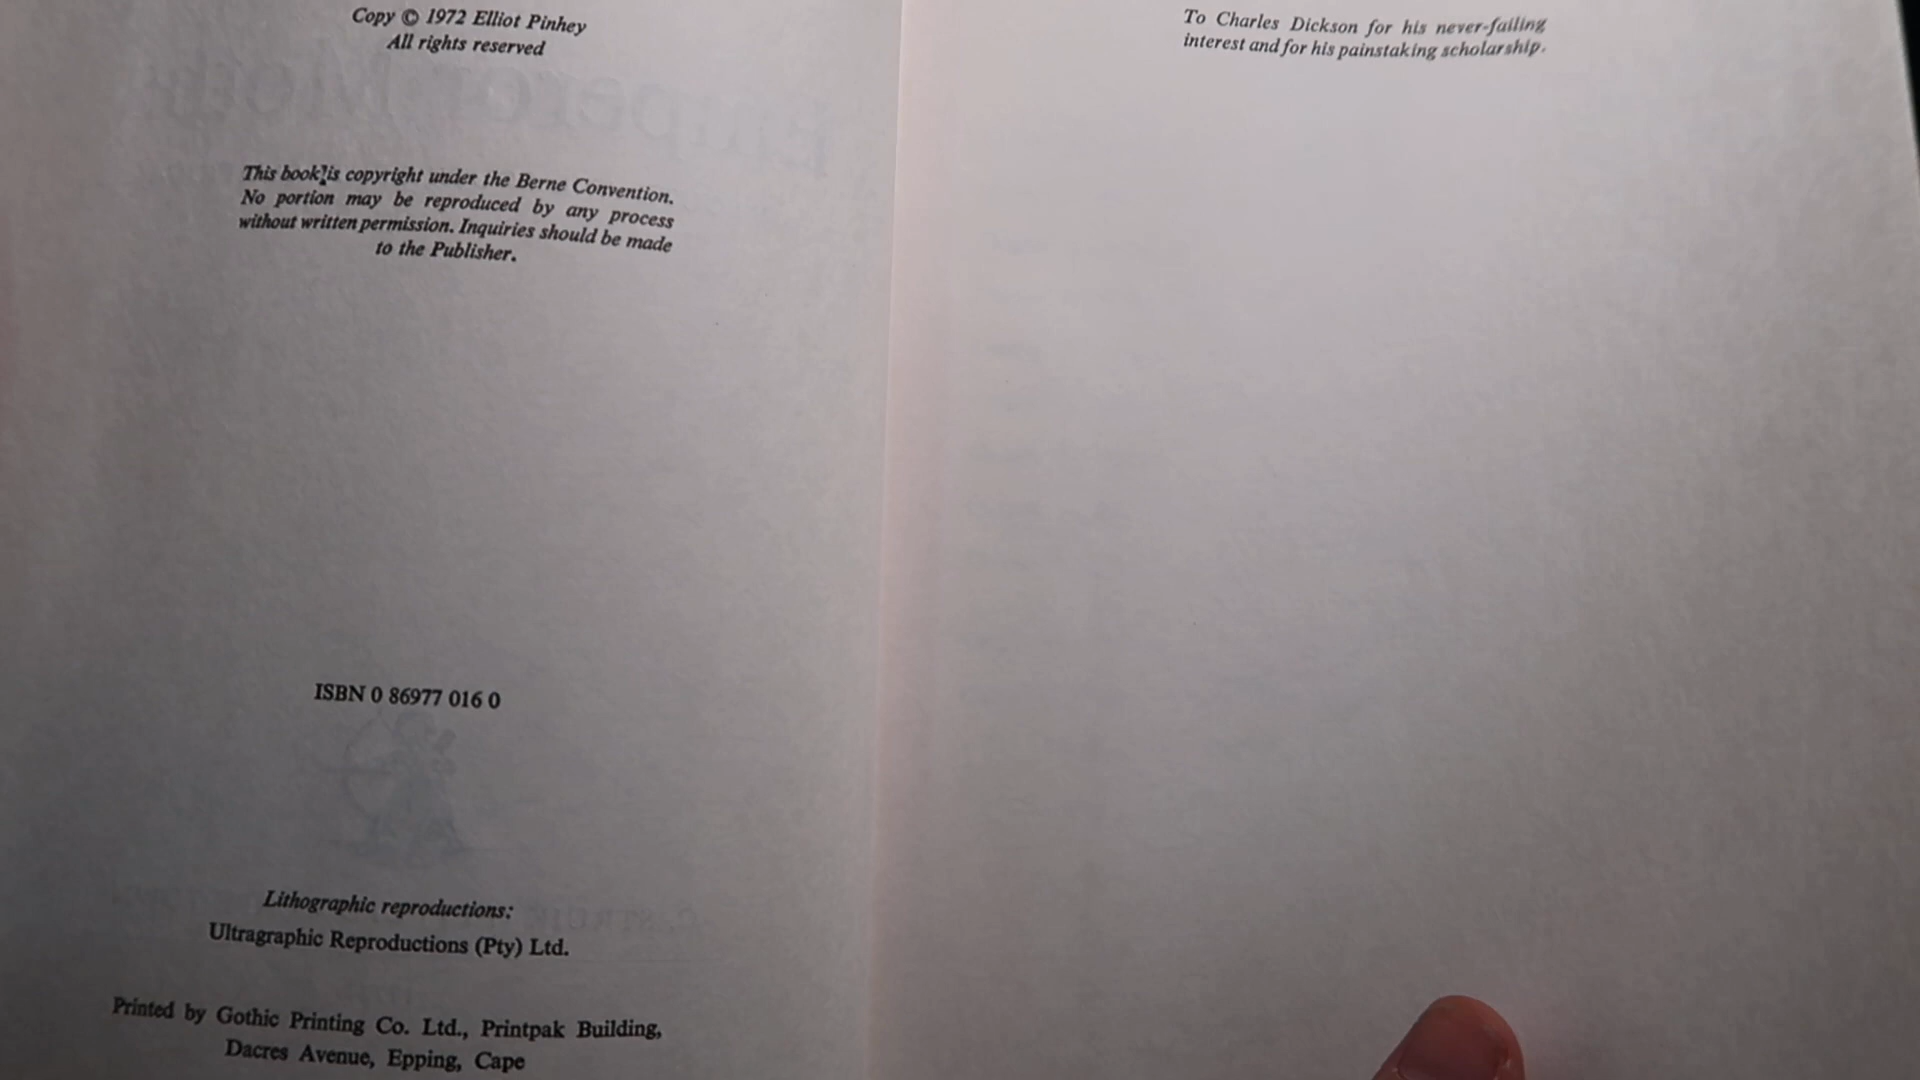 Copy © 1972 Elliot Pinhey
All rights reserved
This book is copyright under the Berne Convention.
No portion may be reproduced by any process
without written permission. Inquiries should be made
to the Publisher.
ISBN 0 86977 016 0
Lithographic reproductions:
Ultragraphic Reproductions (Pty) Ltd.
Printed by Gothic Printing Co. Ltd., Printpak Building,
Dacres Avenue, Epping, Cape
To Charles Dickson for his never-failing
interest and for his painstaking scholarship.